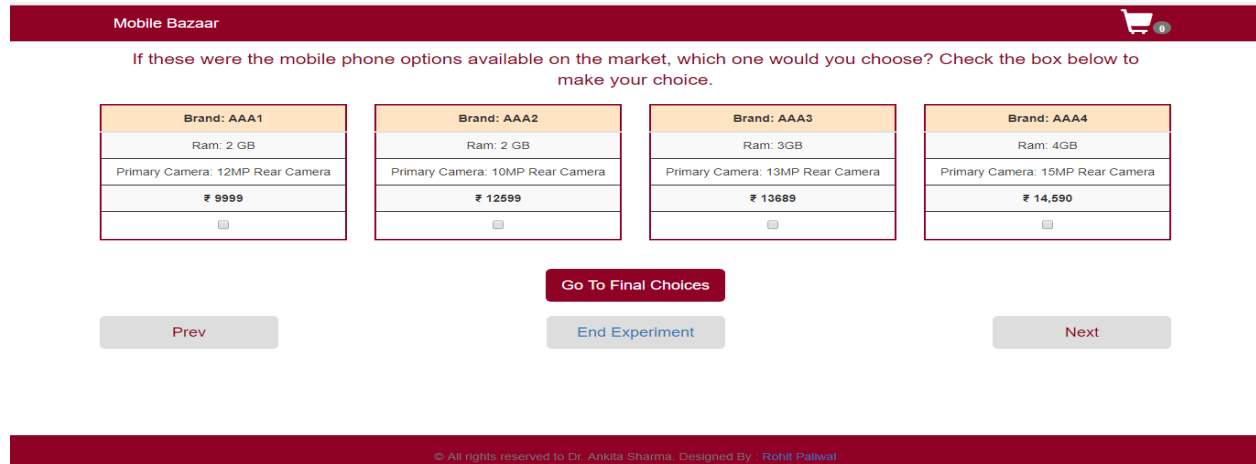 Mobile Bazaar
0
If these were the mobile phone options available on the market, which one would you choose? Check the box below to
make your choice.
Brand: AAA1
Ram: 2 GB
Primary Camera: 12MP Rear Camera
₹ 9999
Brand: AAA2
Ram: 2 GB
Primary Camera: 10MP Rear Camera
₹ 12599
Brand: AAA3
Ram: 3GB
Primary Camera: 13MP Rear Camera
₹ 13689
Brand: AAA4
Ram: 4GB
Primary Camera: 15MP Rear Camera
₹ 14,590
Go To Final Choices
Prev
End Experiment
Next
© All rights reserved to Dr. Ankita Sharma. Designed By : Rohit Paliwal